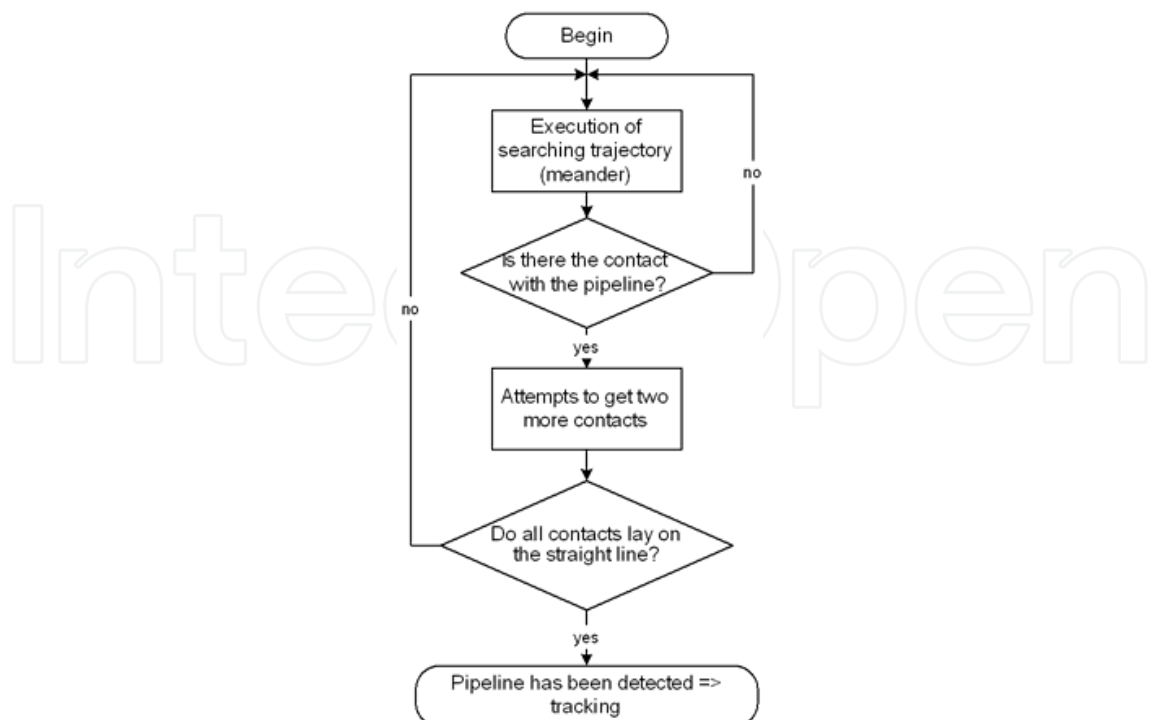 Begin
Execution of
searching trajectory
(meander)
no
Is there the contact
with the pipeline?
no
yes
Attempts to get two
more contacts
Do all contacts lay on
the straight line?
yes
Pipeline has been detected =>
tracking